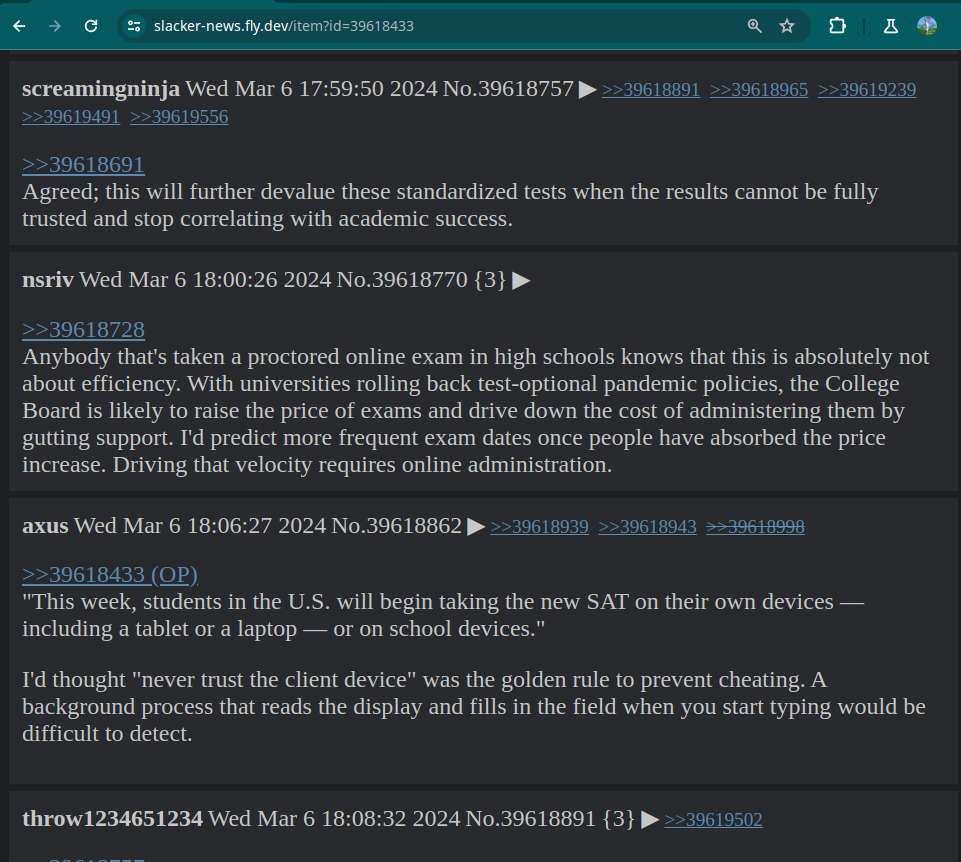 slacker-news.fly.dev/item?id=39618433
screamingninja Wed Mar 6 17:59:50 2024 No.39618757 ▶ >>39618891 >>39618965 >>39619239
>>39619491 >>39619556
>>39618691
Agreed; this will further devalue these standardized tests when the results cannot be fully
trusted and stop correlating with academic success.
nsriv Wed Mar 6 18:00:26 2024 No.39618770 {3} ▶
>>39618728
Anybody that's taken a proctored online exam in high schools knows that this is absolutely not
about efficiency. With universities rolling back test-optional pandemic policies, the College
Board is likely to raise the price of exams and drive down the cost of administering them by
gutting support. I'd predict more frequent exam dates once people have absorbed the price
increase. Driving that velocity requires online administration.
axus Wed Mar 6 18:06:27 2024 No.39618862 ▶ >>39618939 >>39618943 >>39618998
>>39618433 (OP)
"This week, students in the U.S. will begin taking the new SAT on their own devices —
including a tablet or a laptop — or on school devices."
I'd thought "never trust the client device" was the golden rule to prevent cheating. A
background process that reads the display and fills in the field when you start typing would be
difficult to detect.
throw1234651234 Wed Mar 6 18:08:32 2024 No.39618891 {3} ▶ >>39619502